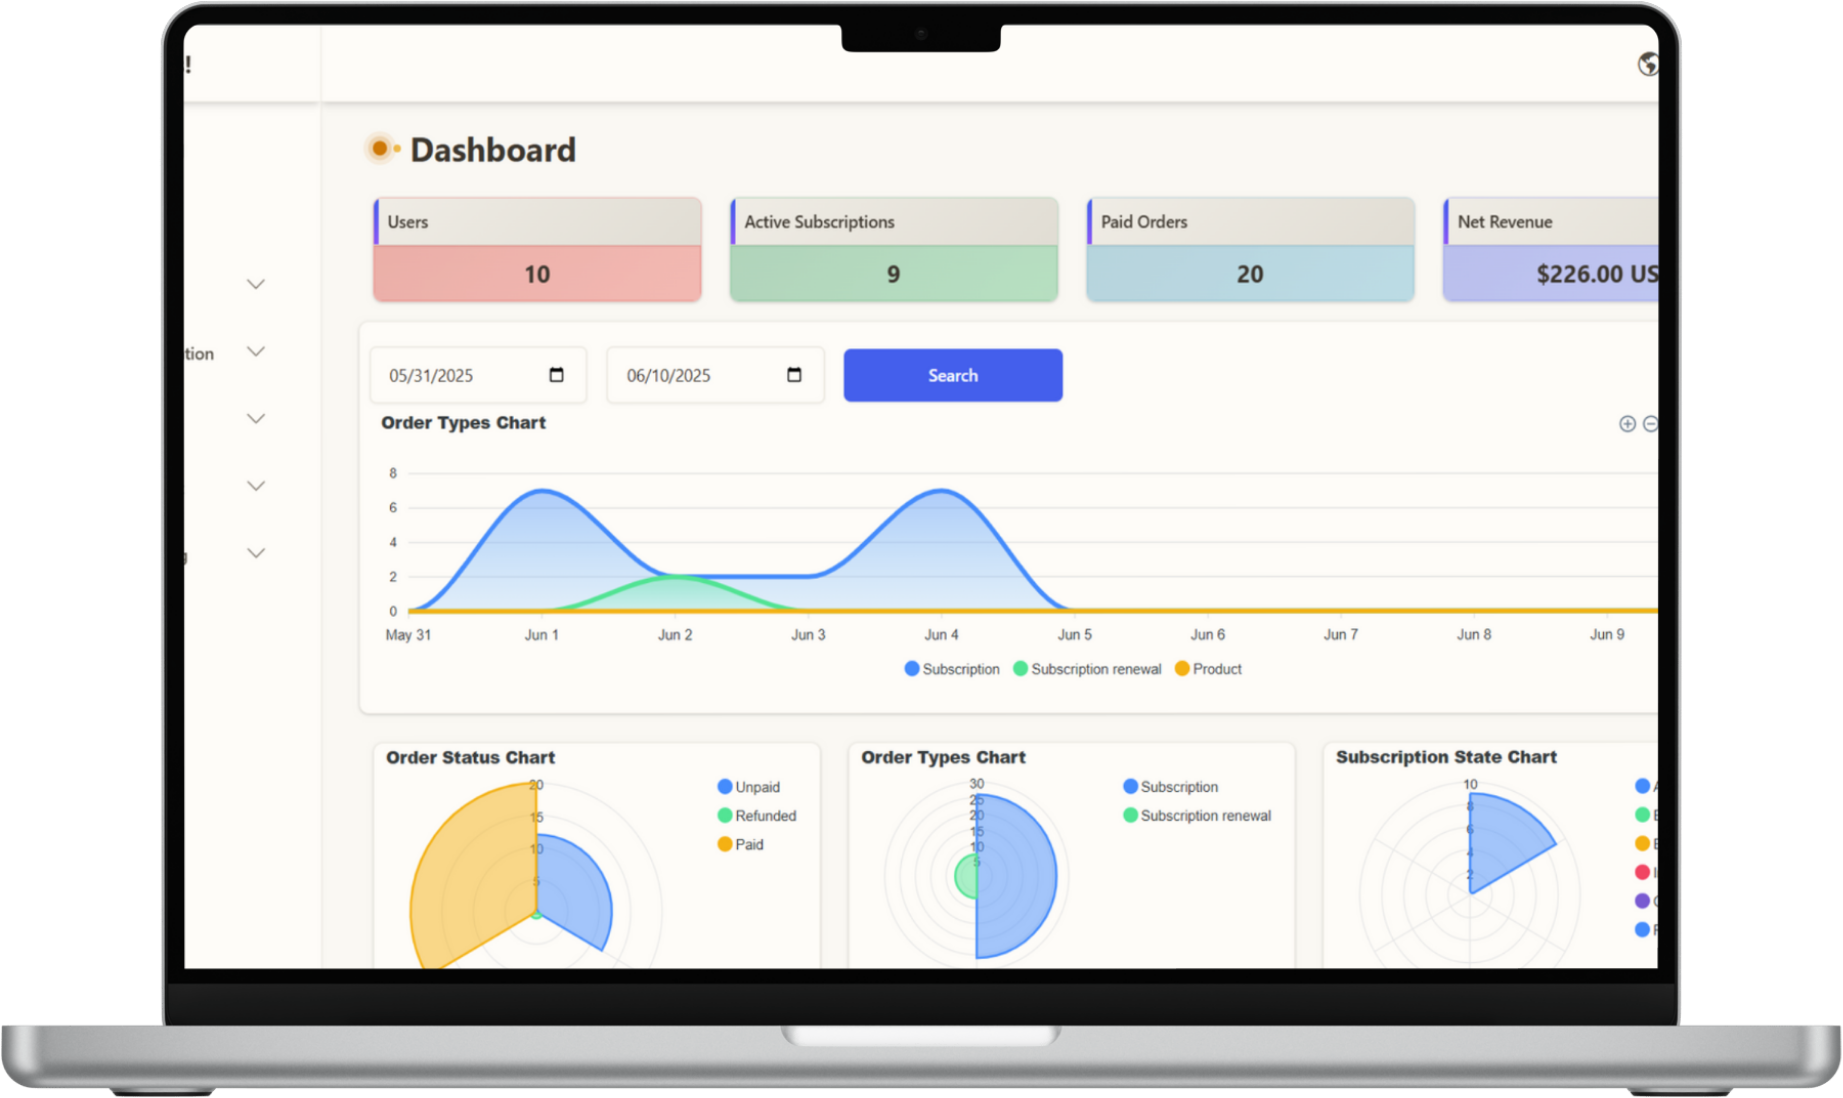 !
Dashboard
Users
10
Active Subscriptions
9
Paid Orders
20
Net Revenue
$226.00 US
tion
05/31/2025
06/10/2025
Search
Order Types Chart
8
6
4
2
0
May 31 Jun 1 Jun 2 Jun 3 Jun 4 Jun 5 Jun 6 Jun 7 Jun 8 Jun 9
Subscription Subscription renewal Product
Order Status Chart
20
15
10
5
Unpaid
Refunded
Paid
Order Types Chart
30
25
20
15
10
5
Subscription
Subscription renewal
Subscription State Chart
10
8
6
4
2